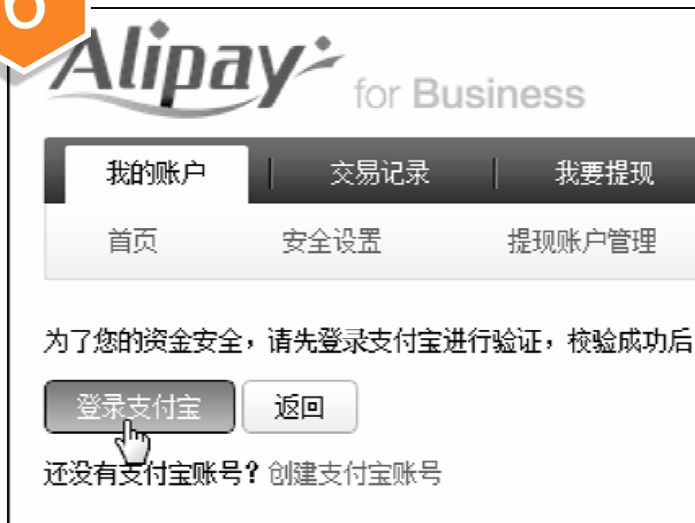 6
Alipay
for Business
我的账户 | 交易记录 | 我要提现
首页 安全设置 提现账户管理
为了您的资金安全，请先登录支付宝进行验证，校验成功后
登录支付宝 返回
还没有支付宝账号？创建支付宝账号